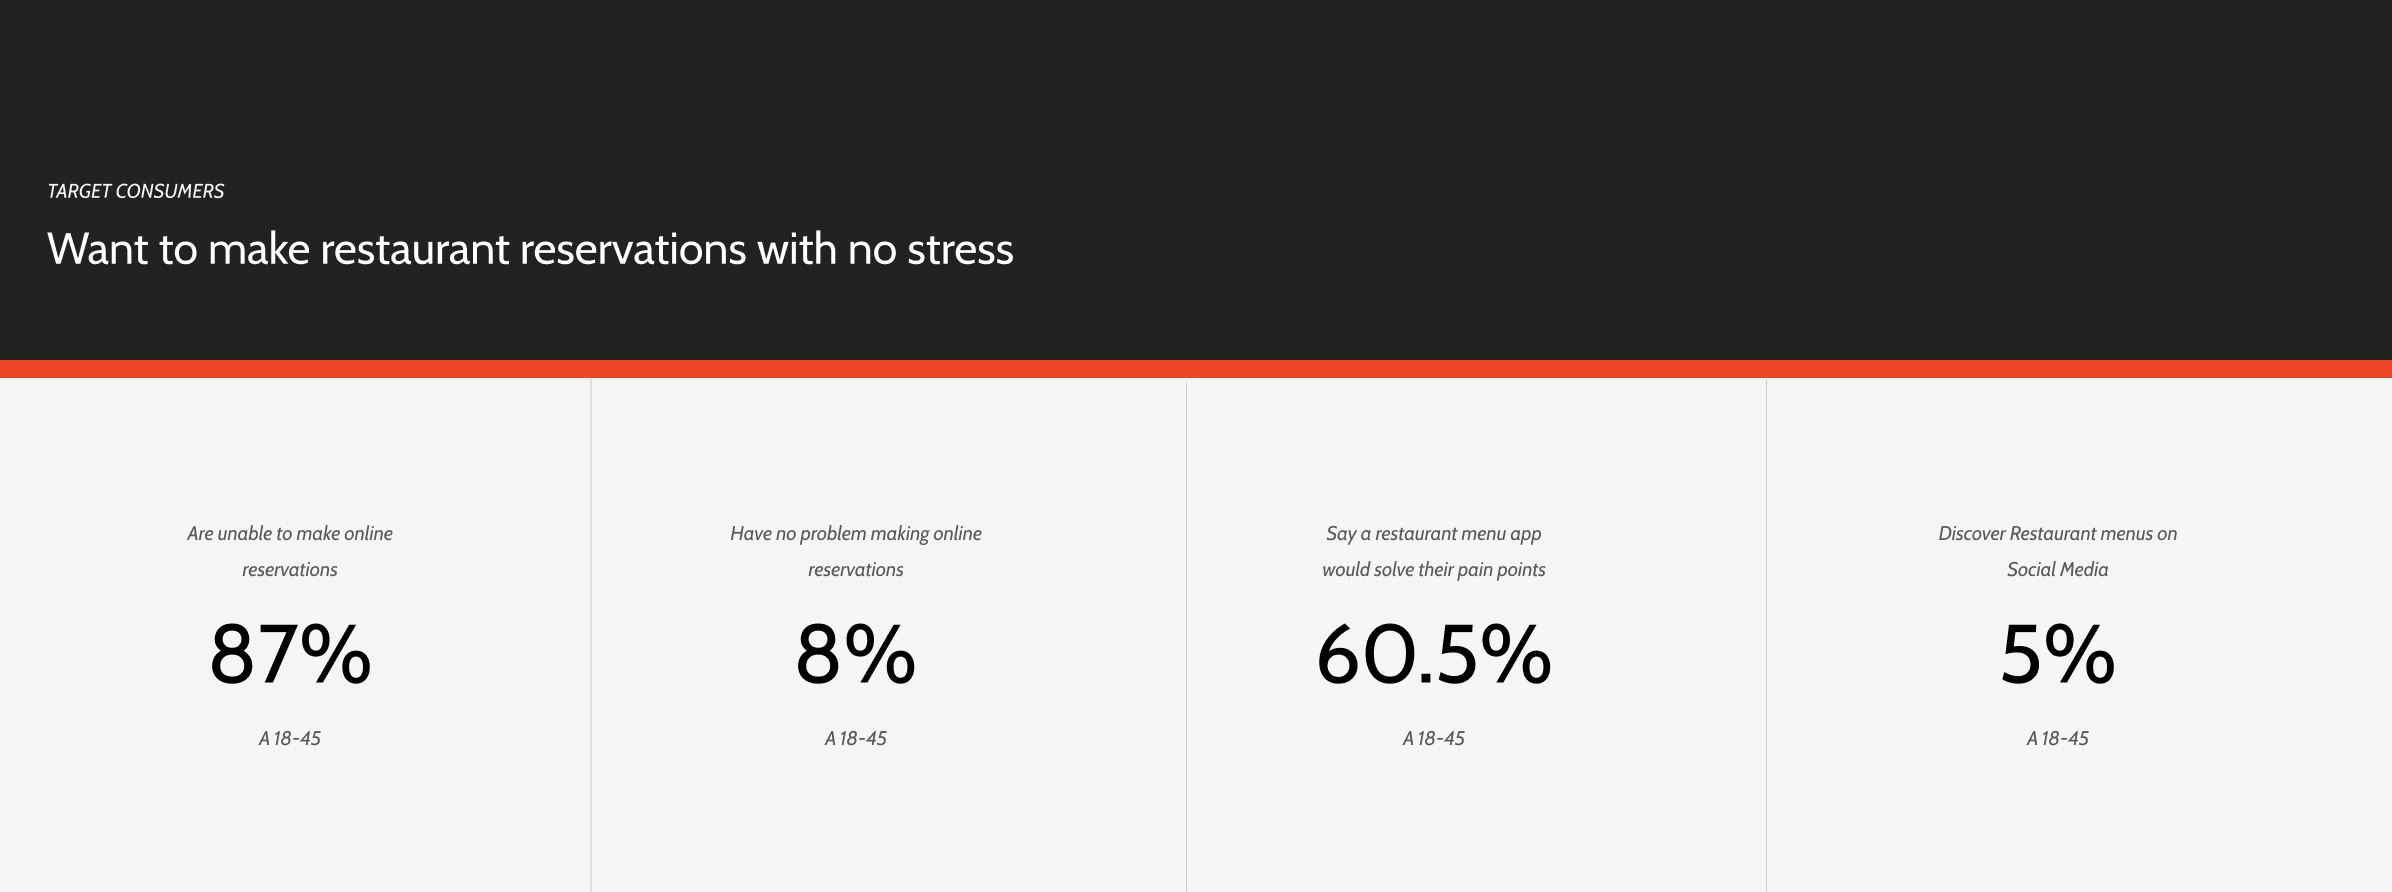 TARGET CONSUMERS
Want to make restaurant reservations with no stress
Are unable to make online
reservations
87%
A 18-45
Have no problem making online
reservations
8%
A 18-45
Say a restaurant menu app
would solve their pain points
60.5%
A 18-45
Discover Restaurant menus on
Social Media
5%
A 18-45